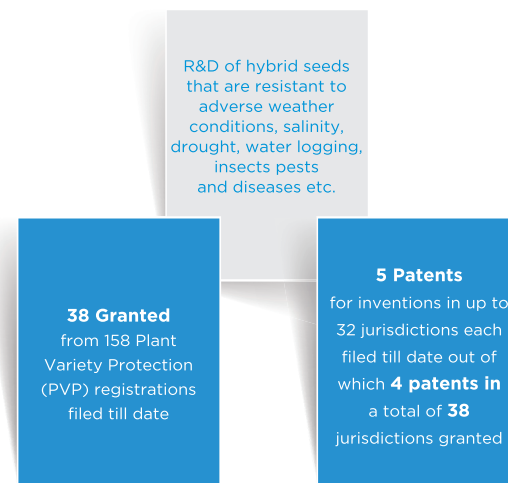 R&D of hybrid seeds
that are resistant to
adverse weather
conditions, salinity,
drought, water logging,
insects pests
and diseases etc.
38 Granted
from 158 Plant
Variety Protection
(PVP) registrations
filed till date
5 Patents
for inventions in up to
32 jurisdictions each
filed till date out of
which 4 patents in
a total of 38
jurisdictions granted